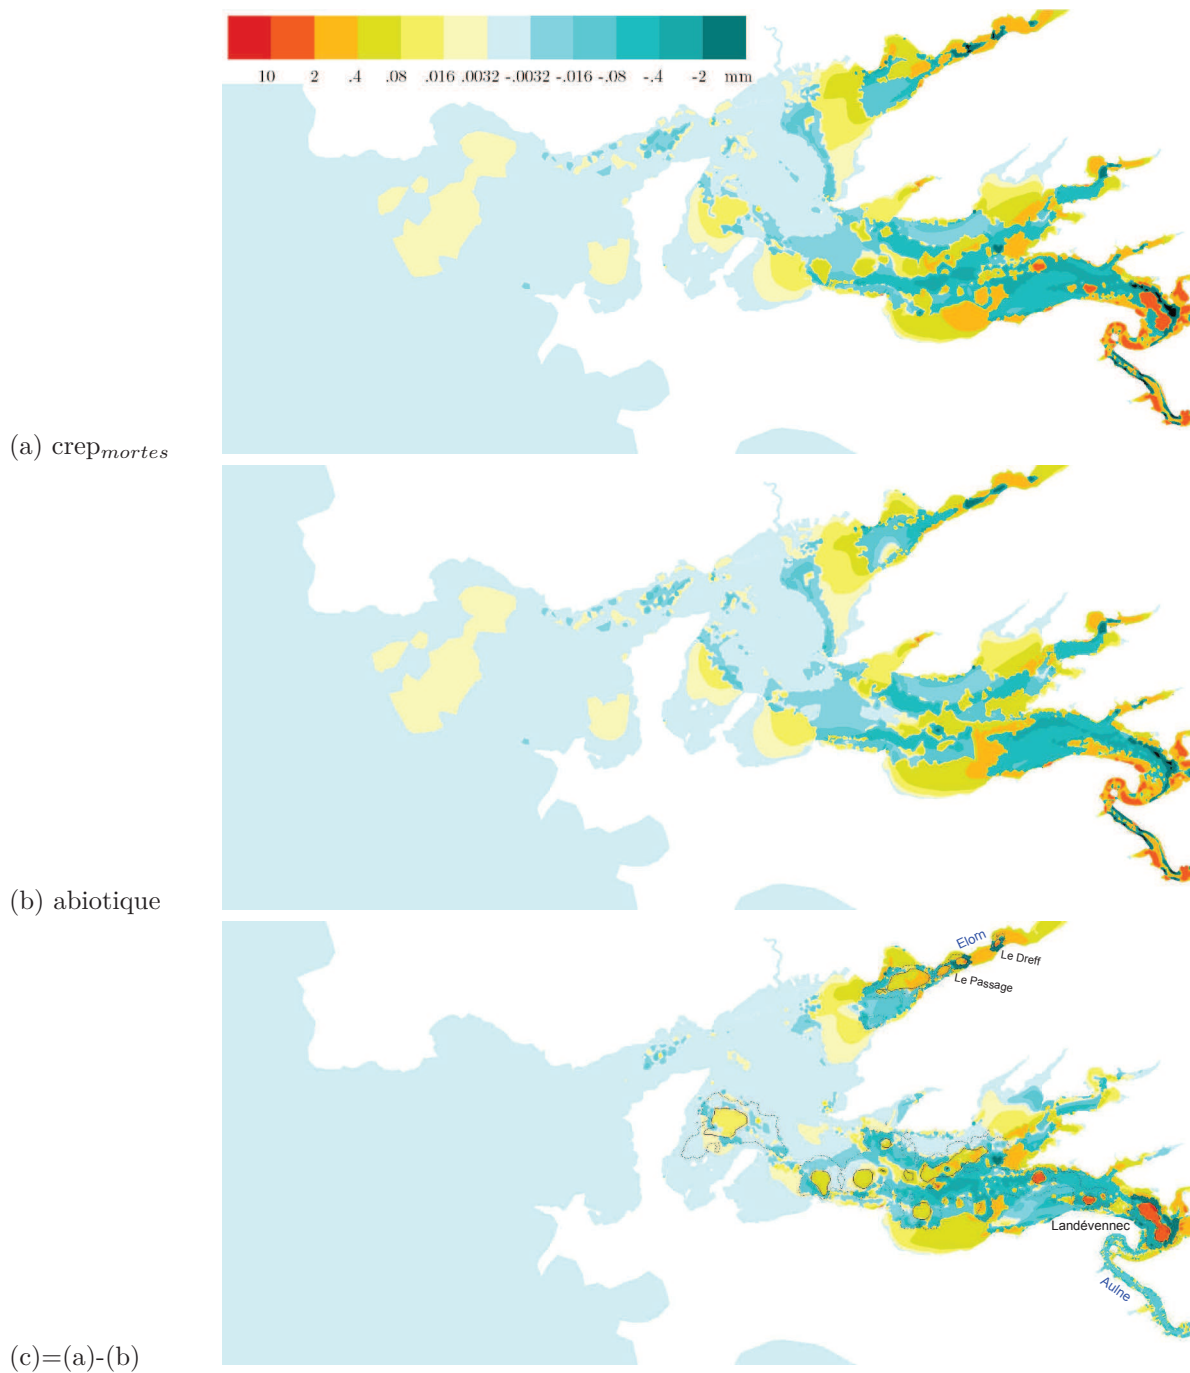 10 2 .4 .08 .016 .0032 -.0032 -.016 -.08 -.4 -2 mm
(a) crep_mortes
(b) abiotique
Elorn
Le Dreff
Le Passage
Landévennec
Aulne
(c)=(a)-(b)